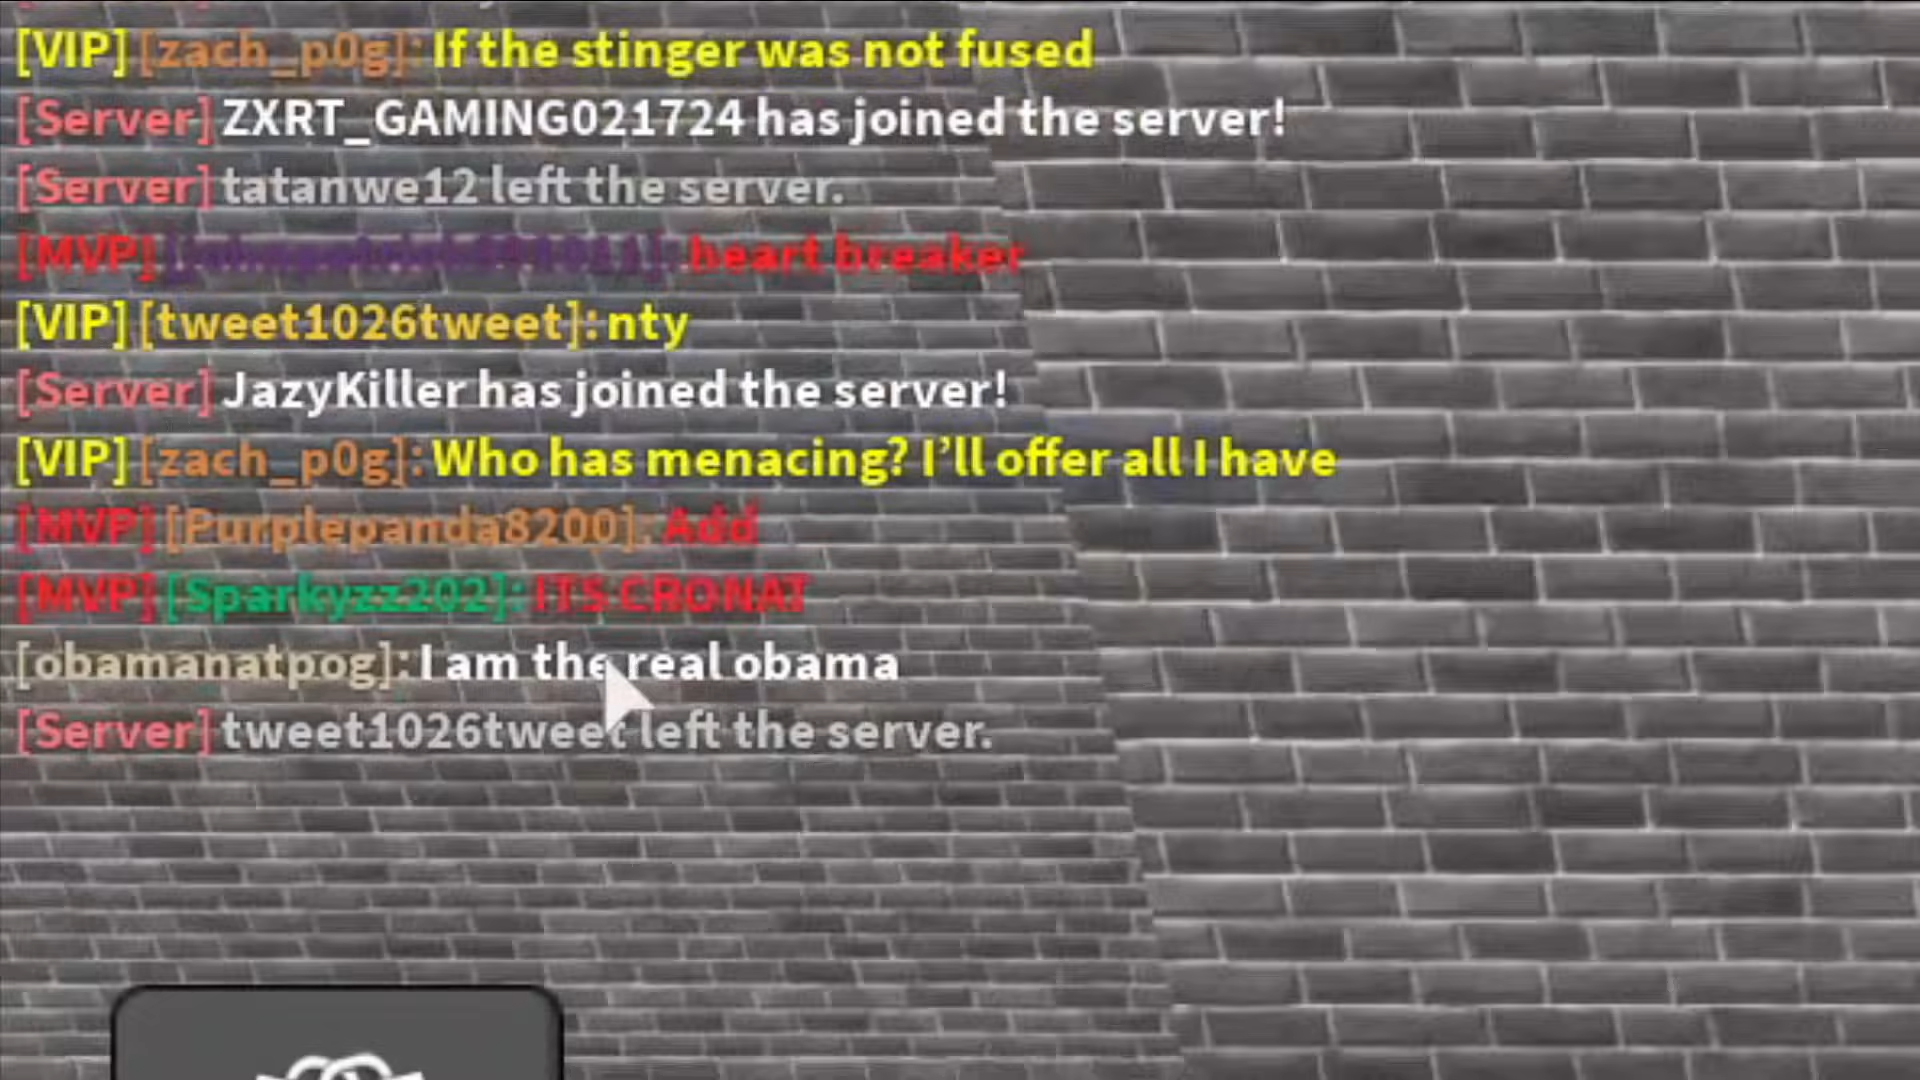 [VIP] [zach_p0g]: If the stinger was not fused
[Server] ZXRT_GAMING021724 has joined the server!
[Server] tatanwe12 left the server.
[MVP] heart breaker
[VIP] [tweet1026tweet]: nty
[Server] JazyKiller has joined the server!
[VIP] [zach_p0g]: Who has menacing? I’ll offer all I have
[MVP] [Purplepanda8200]: Add
[MVP] [Sparkyzz202]: ITS CRONAT
[obamanatpog]: I am the real obama
[Server] tweet1026tweet left the server.